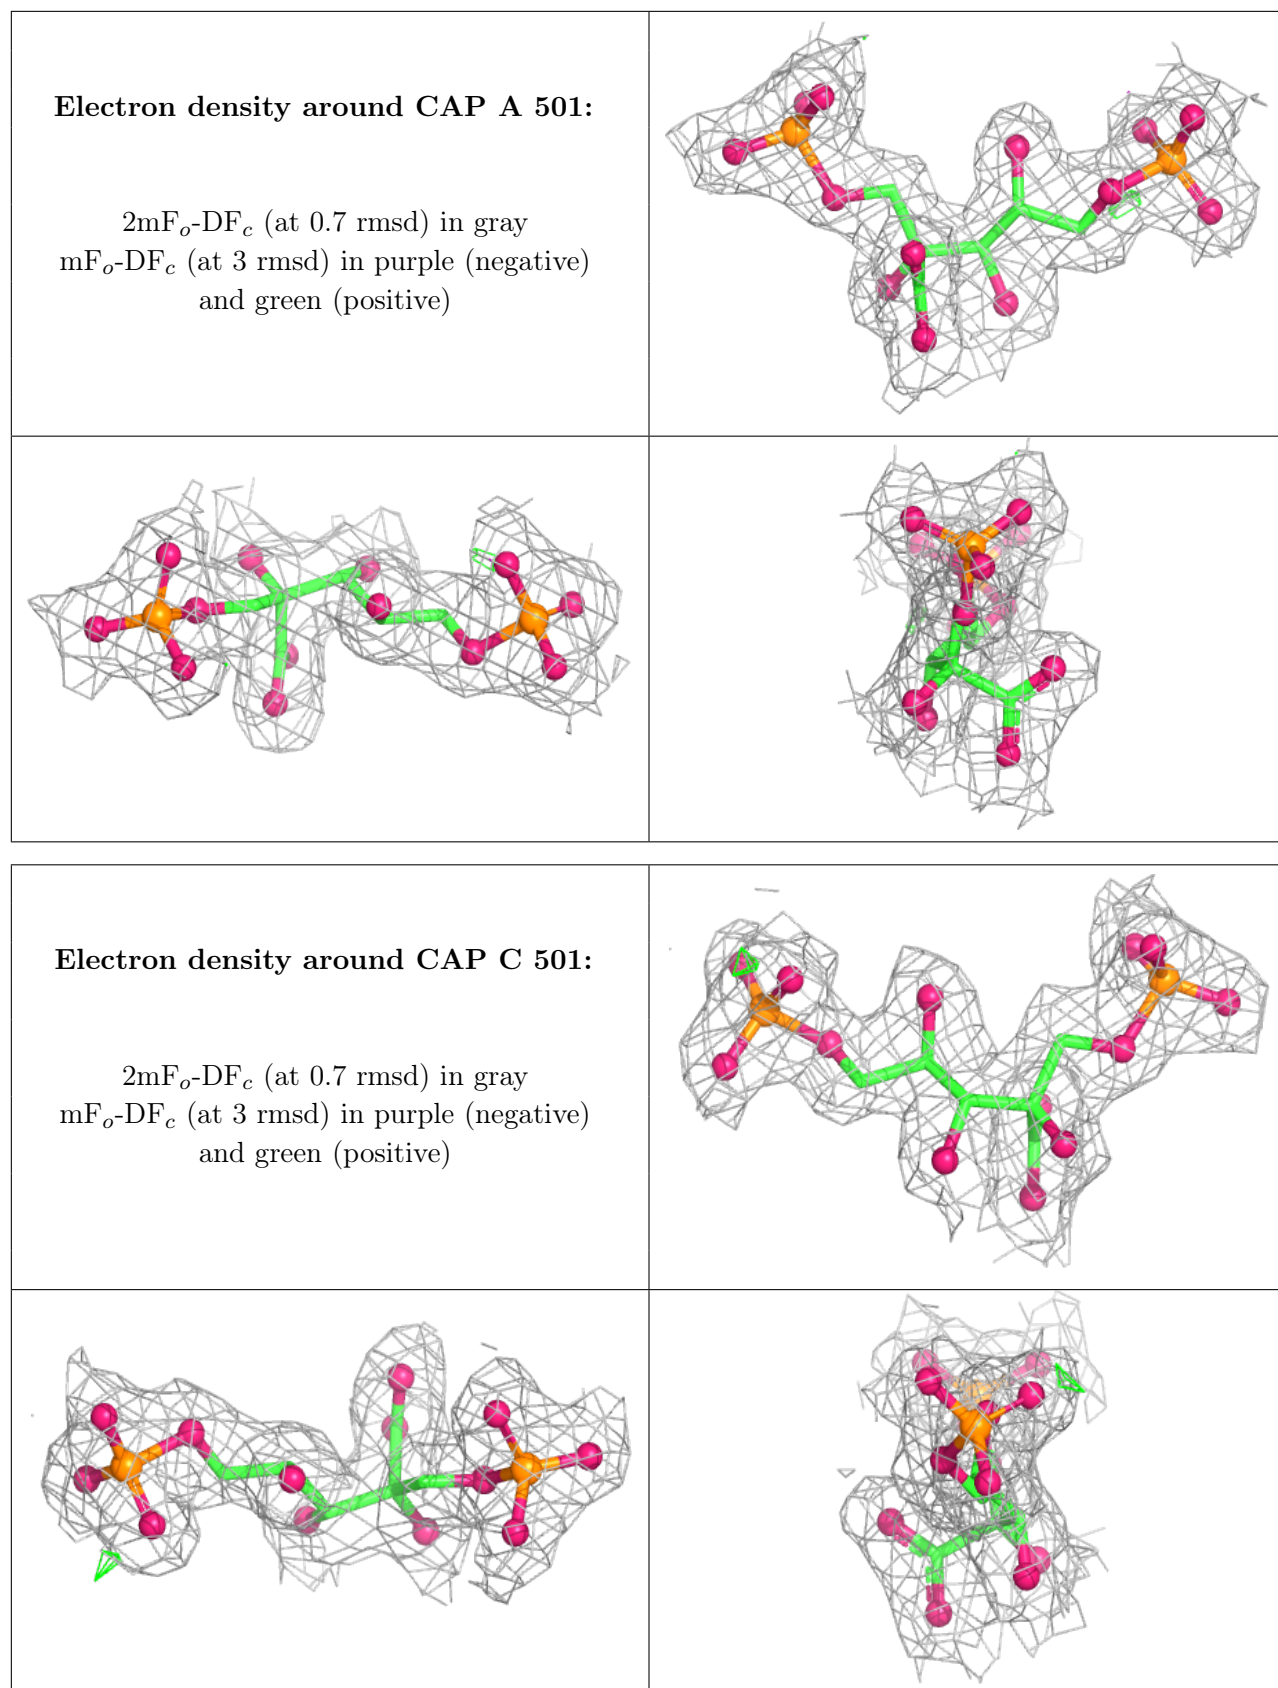 Electron density around CAP A 501:
2mFₒ-DF𝒸 (at 0.7 rmsd) in gray
mFₒ-DF𝒸 (at 3 rmsd) in purple (negative)
and green (positive)
Electron density around CAP C 501:
2mFₒ-DF𝒸 (at 0.7 rmsd) in gray
mFₒ-DF𝒸 (at 3 rmsd) in purple (negative)
and green (positive)